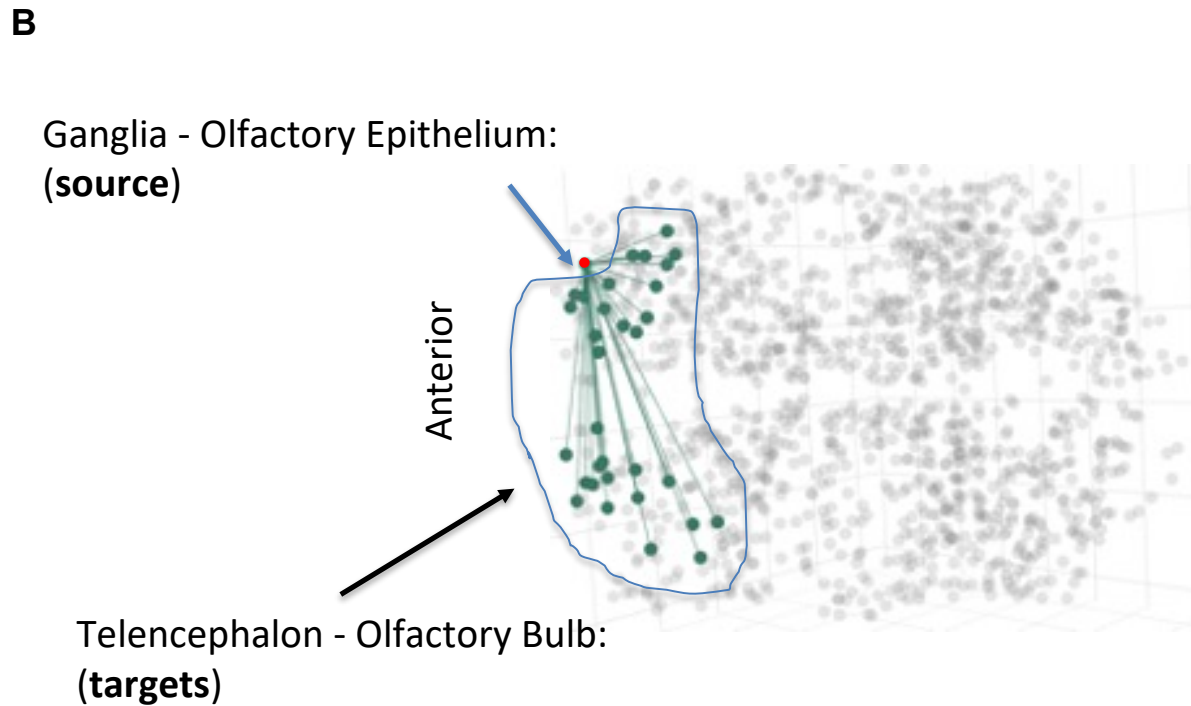 B
Ganglia - Olfactory Epithelium:
(source)
Anterior
Telencephalon - Olfactory Bulb:
(targets)